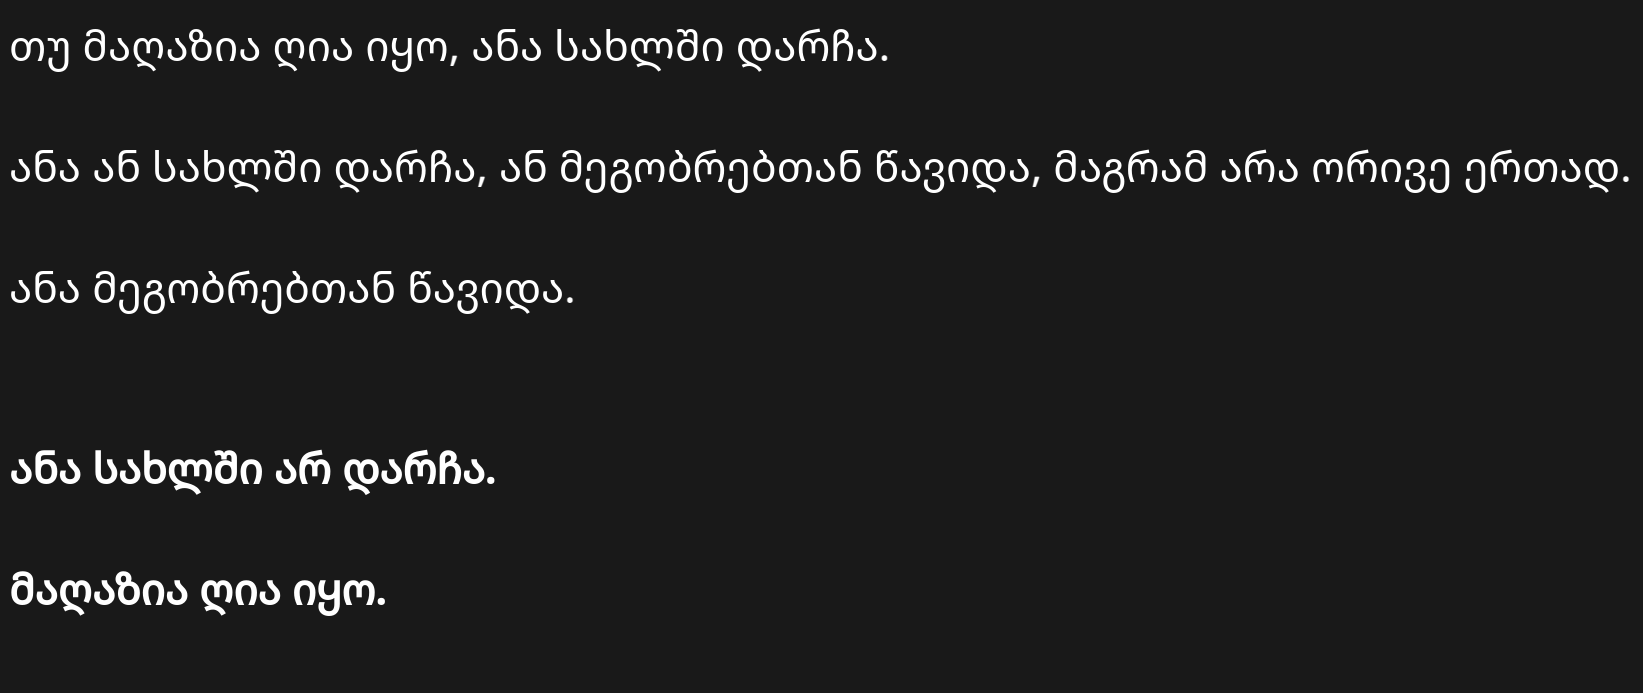 თუ მაღაზია ღია იყო, ანა სახლში დარჩა.
ანა ან სახლში დარჩა, ან მეგობრებთან წავიდა, მაგრამ არა ორივე ერთად.
ანა მეგობრებთან წავიდა.
ანა სახლში არ დარჩა.
მაღაზია ღია იყო.